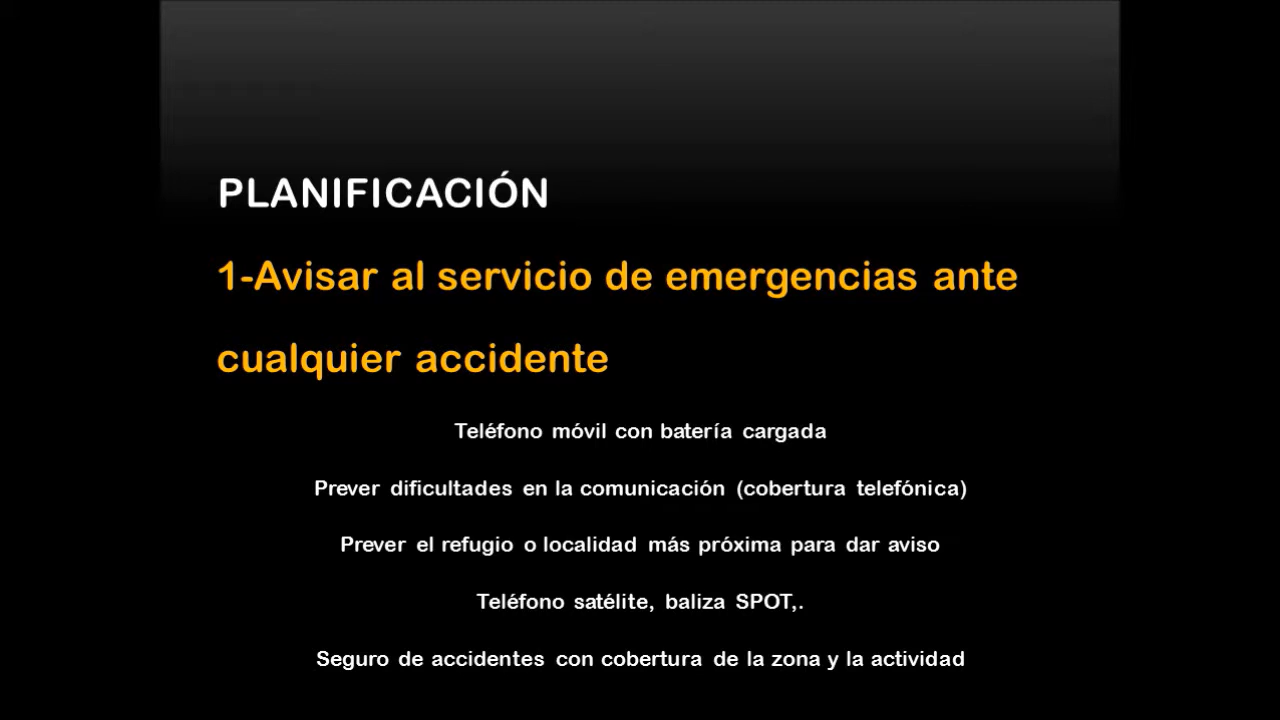 PLANIFICACIÓN
1-Avisar al servicio de emergencias ante
cualquier accidente
Teléfono móvil con batería cargada
Prever dificultades en la comunicación (cobertura telefónica)
Prever el refugio o localidad más próxima para dar aviso
Teléfono satélite, baliza SPOT,.
Seguro de accidentes con cobertura de la zona y la actividad